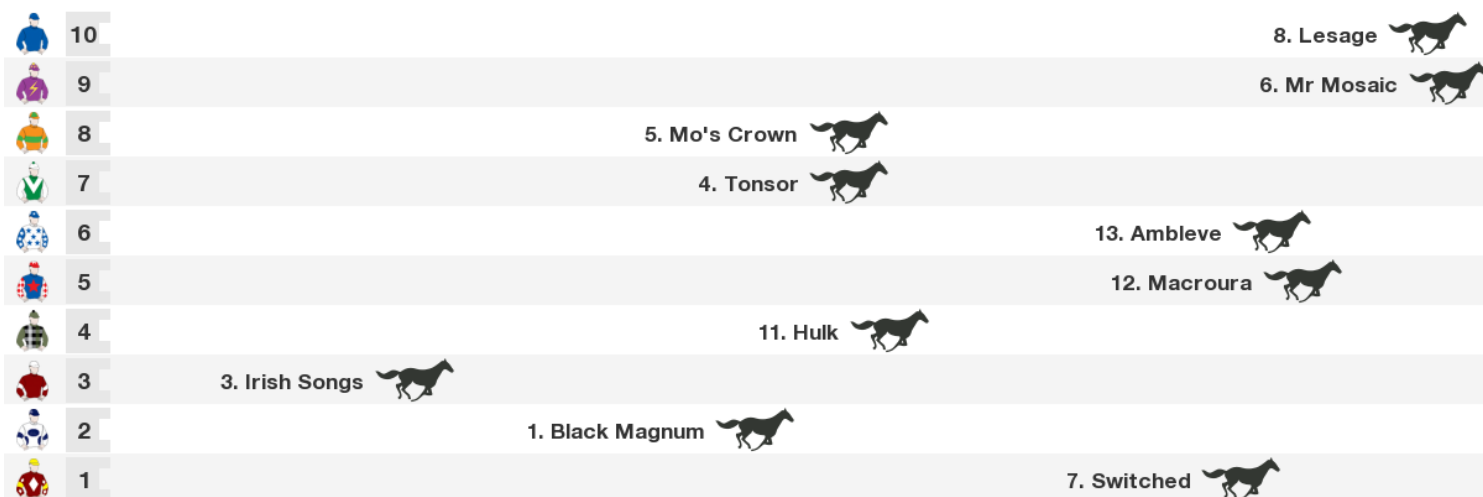 10 8. Lesage
9 6. Mr Mosaic
8 5. Mo's Crown
7 4. Tonsor
6 13. Ambleve
5 12. Macroura
4 11. Hulk
3 3. Irish Songs
2 1. Black Magnum
1 7. Switched